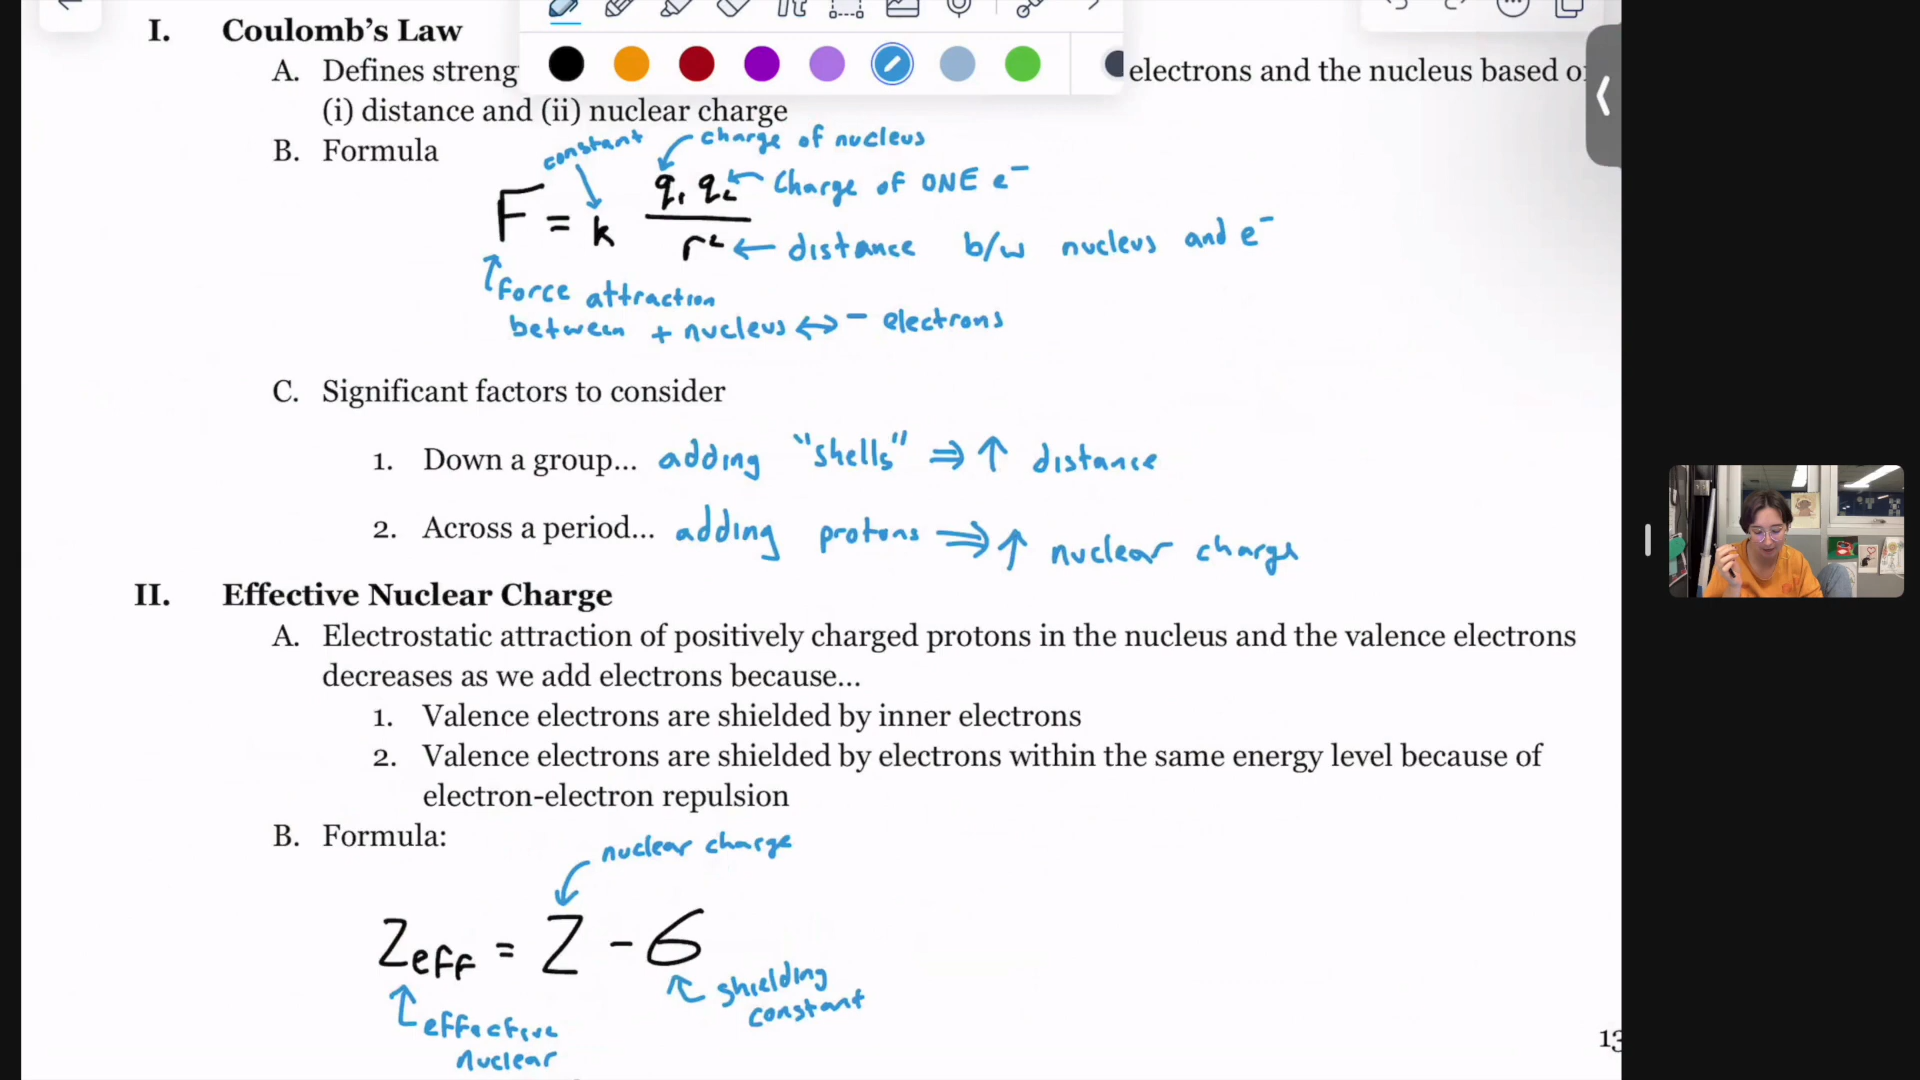 I. Coulomb's Law
A. Defines streng electrons and the nucleus based o
(i) distance and (ii) nuclear charge
B. Formula
constant
charge of nucleus
Charge of ONE e⁻
F = k q₁ q₂ / r²
distance b/w nucleus and e⁻
Force attraction
between + nucleus ↔ - electrons
C. Significant factors to consider
1. Down a group... adding "shells" ⇒ ↑ distance
2. Across a period... adding protons ⇒ ↑ nuclear charge
II. Effective Nuclear Charge
A. Electrostatic attraction of positively charged protons in the nucleus and the valence electrons
decreases as we add electrons because...
1. Valence electrons are shielded by inner electrons
2. Valence electrons are shielded by electrons within the same energy level because of
electron-electron repulsion
B. Formula:
nuclear charge
Zeff = Z - σ
shielding
constant
effective
nuclear
13